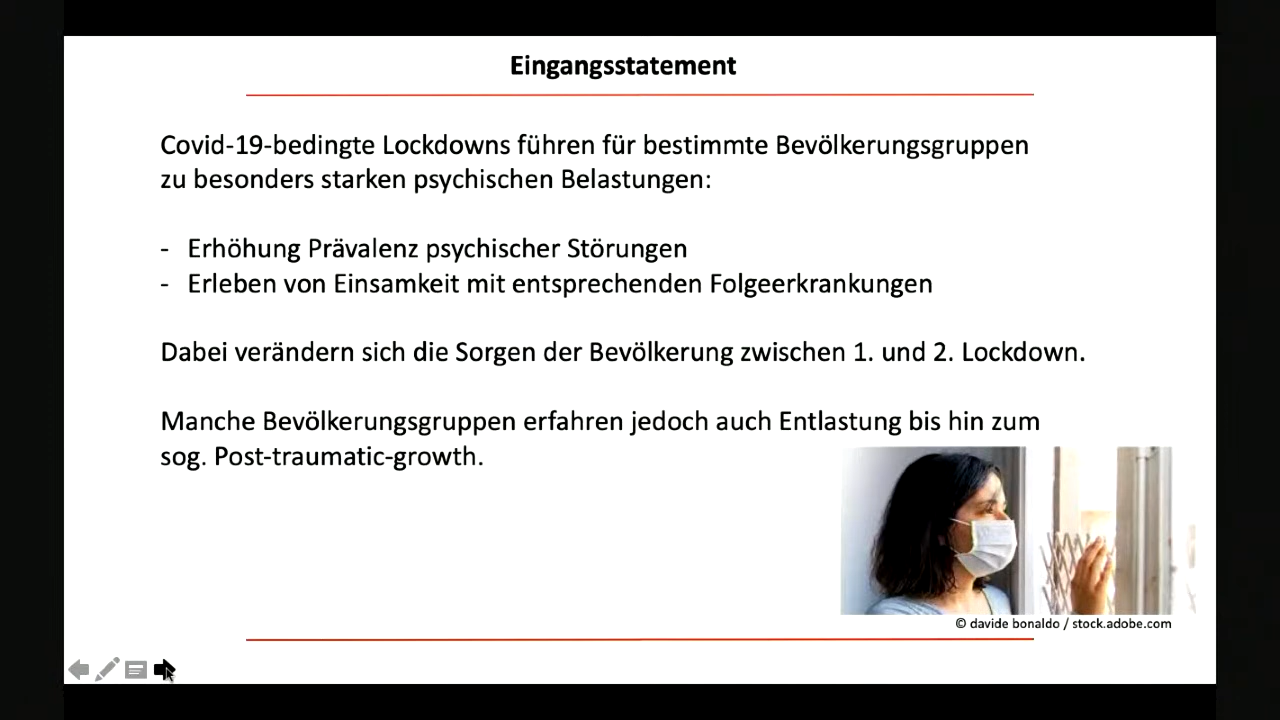 Eingangsstatement
Covid-19-bedingte Lockdowns führen für bestimmte Bevölkerungsgruppen
zu besonders starken psychischen Belastungen:
- Erhöhung Prävalenz psychischer Störungen
- Erleben von Einsamkeit mit entsprechenden Folgeerkrankungen
Dabei verändern sich die Sorgen der Bevölkerung zwischen 1. und 2. Lockdown.
Manche Bevölkerungsgruppen erfahren jedoch auch Entlastung bis hin zum
sog. Post-traumatic-growth.
© davide bonaldo / stock.adobe.com